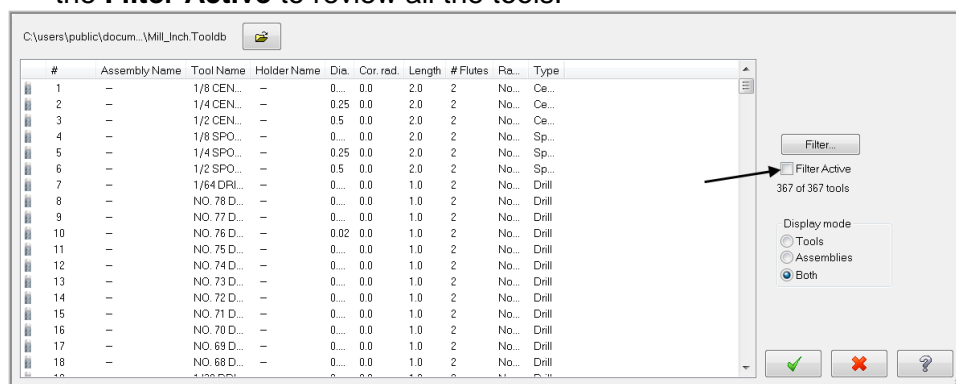 the Filter Active to review all the tools.
C:\users\public\docum...\Mill_Inch.Tooldb
# Assembly Name Tool Name Holder Name Dia. Cor. rad. Length # Flutes Ra... Type
1 – 1/8 CEN... – 0.... 0.0 2.0 2 No... Ce...
2 – 1/4 CEN... – 0.25 0.0 2.0 2 No... Ce...
3 – 1/2 CEN... – 0.5 0.0 2.0 2 No... Ce...
4 – 1/8 SPO... – 0.... 0.0 2.0 2 No... Sp...
5 – 1/4 SPO... – 0.25 0.0 2.0 2 No... Sp...
6 – 1/2 SPO... – 0.5 0.0 2.0 2 No... Sp...
7 – 1/64 DRI... – 0.... 0.0 1.0 2 No... Drill
8 – NO. 78 D... – 0.... 0.0 1.0 2 No... Drill
9 – NO. 77 D... – 0.... 0.0 1.0 2 No... Drill
10 – NO. 76 D... – 0.02 0.0 1.0 2 No... Drill
11 – NO. 75 D... – 0.... 0.0 1.0 2 No... Drill
12 – NO. 74 D... – 0.... 0.0 1.0 2 No... Drill
13 – NO. 73 D... – 0.... 0.0 1.0 2 No... Drill
14 – NO. 72 D... – 0.... 0.0 1.0 2 No... Drill
15 – NO. 71 D... – 0.... 0.0 1.0 2 No... Drill
16 – NO. 70 D... – 0.... 0.0 1.0 2 No... Drill
17 – NO. 69 D... – 0.... 0.0 1.0 2 No... Drill
18 – NO. 68 D... – 0.... 0.0 1.0 2 No... Drill
Filter...
Filter Active
367 of 367 tools
Display mode
Tools
Assemblies
Both